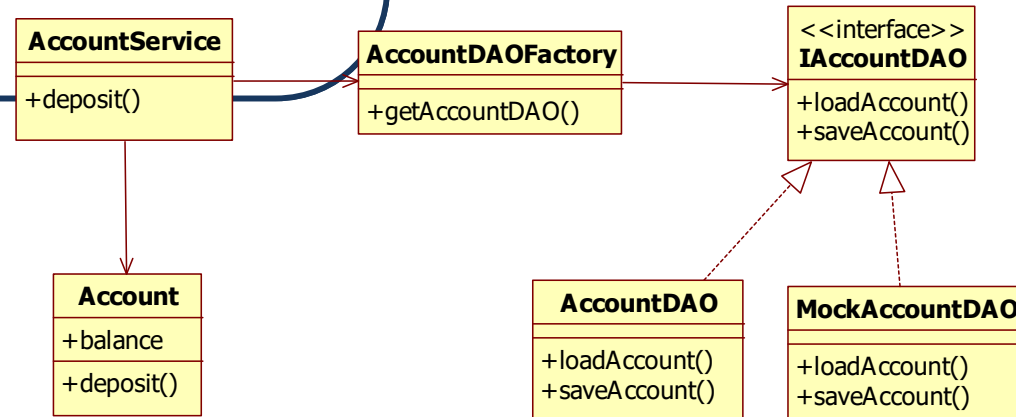 AccountService
+deposit()
AccountDAOFactory
+getAccountDAO()
<<interface>>
IAccountDAO
+loadAccount()
+saveAccount()
Account
+balance
+deposit()
AccountDAO
+loadAccount()
+saveAccount()
MockAccountDAO
+loadAccount()
+saveAccount()